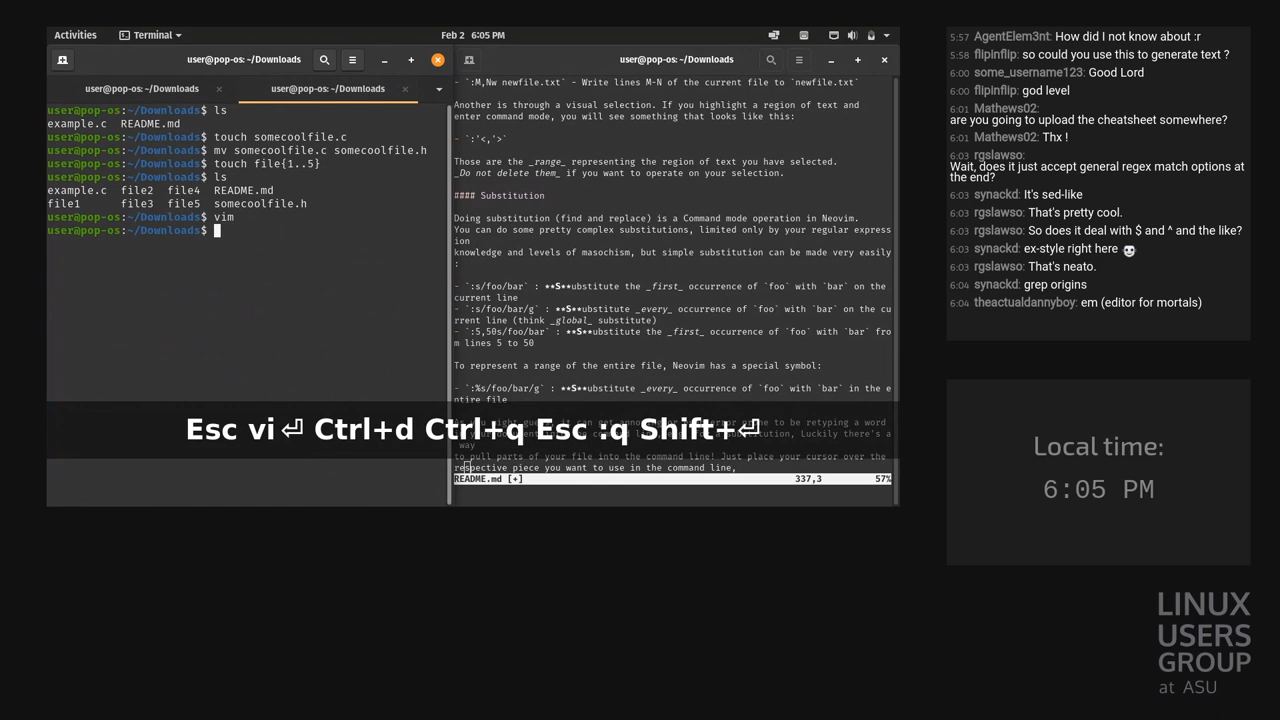 Activities
Terminal
Feb 2 6:05 PM
user@pop-os: ~/Downloads
user@pop-os: ~/Downloads
user@pop-os: ~/Downloads
user@pop-os:~/Downloads$ ls
example.c README.md
user@pop-os:~/Downloads$ touch somecoolfile.c
user@pop-os:~/Downloads$ mv somecoolfile.c somecoolfile.h
user@pop-os:~/Downloads$ touch file{1..5}
user@pop-os:~/Downloads$ ls
example.c file2 file4 README.md
file1 file3 file5 somecoolfile.h
user@pop-os:~/Downloads$ vim
user@pop-os:~/Downloads$
user@pop-os: ~/Downloads
- `:M,Nw newfile.txt` - Write lines M-N of the current file to `newfile.txt`
Another is through a visual selection. If you highlight a region of text and
enter command mode, you will see something that looks like this:
- `:'<,'>`
Those are the _range_ representing the region of text you have selected.
_Do not delete them_ if you want to operate on your selection.
#### Substitution
Doing substitution (find and replace) is a Command mode operation in Neovim.
You can do some pretty complex substitutions, limited only by your regular express
ion
knowledge and levels of masochism, but simple substitution can be made very easily
:
- `:s/foo/bar` : **S**ubstitute the _first_ occurrence of `foo` with `bar` on the
current line
- `:s/foo/bar/g` : **S**ubstitute _every_ occurrence of `foo` with `bar` on the cu
rrent line (think _global_ substitute)
- `:5,50s/foo/bar` : **S**ubstitute the _first_ occurrence of `foo` with `bar` fro
m lines 5 to 50
To represent a range of the entire file, Neovim has a special symbol:
- `:%s/foo/bar/g` : **S**ubstitute _every_ occurrence of `foo` with `bar` in the e
ntire file
to be retyping a word
substitution, Luckily there's a
way
to pull parts of your file into the command line! Just place your cursor over the
respective piece you want to use in the command line,
README.md [+] 337,3 57%
Esc vi⏎ Ctrl+d Ctrl+q Esc :q Shift+⏎
5:57 AgentElem3nt: How did I not know about :r
5:58 flipinflip: so could you use this to generate text ?
6:00 some_username123: Good Lord
6:00 flipinflip: god level
6:01 Mathews02:
are you going to upload the cheatsheet somewhere?
6:01 Mathews02: Thx !
6:03 rgslawso:
Wait, does it just accept general regex match options at
the end?
6:03 synackd: It's sed-like
6:03 rgslawso: That's pretty cool.
6:03 rgslawso: So does it deal with $ and ^ and the like?
6:03 synackd: ex-style right here
6:03 rgslawso: That's neato.
6:04 synackd: grep origins
6:04 theactualdannyboy: em (editor for mortals)
Local time:
6:05 PM
LINUX
USERS
GROUP
at ASU